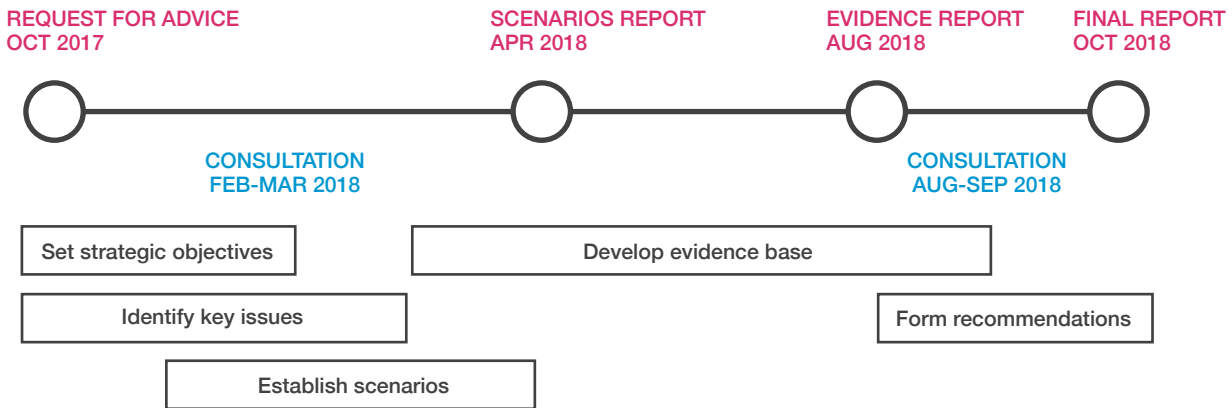 REQUEST FOR ADVICE
OCT 2017
SCENARIOS REPORT
APR 2018
EVIDENCE REPORT
AUG 2018
FINAL REPORT
OCT 2018
CONSULTATION
FEB-MAR 2018
CONSULTATION
AUG-SEP 2018
Set strategic objectives
Develop evidence base
Identify key issues
Form recommendations
Establish scenarios